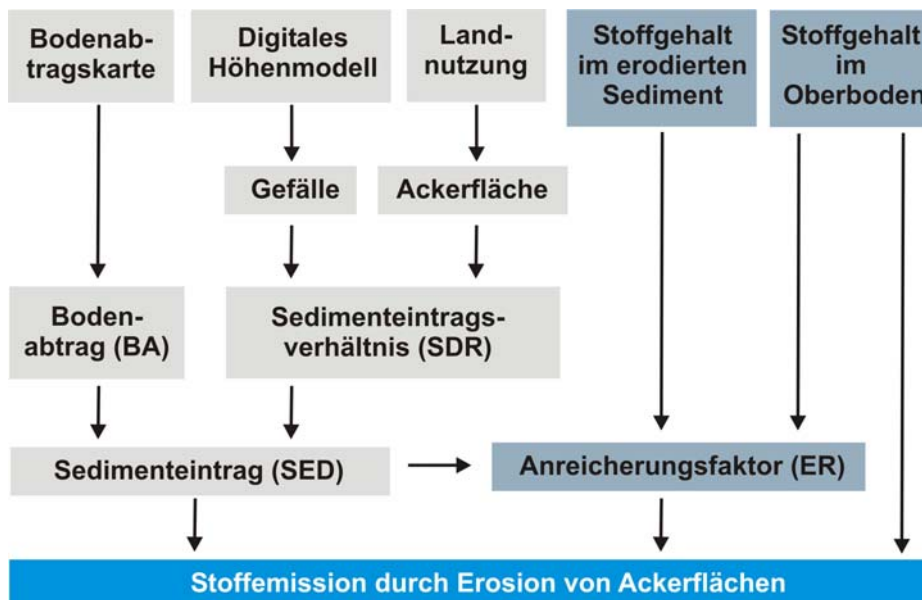 Bodenab-
tragskarte
Digitales
Höhenmodell
Land-
nutzung
Stoffgehalt
im erodierten
Sediment
Stoffgehalt
im
Oberboden
Gefälle
Ackerfläche
Boden-
abtrag (BA)
Sedimenteintrags-
verhältnis (SDR)
Sedimenteintrag (SED)
Anreicherungsfaktor (ER)
Stoffemission durch Erosion von Ackerflächen